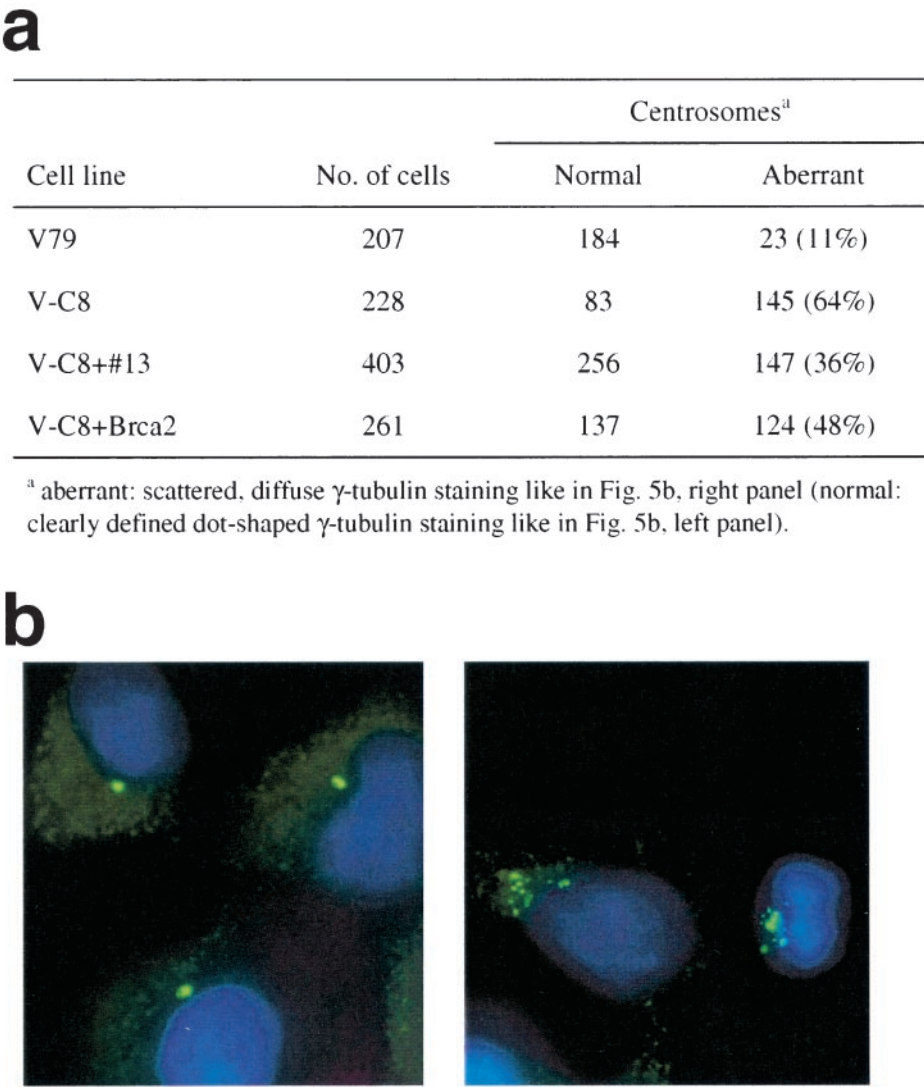 a
Centrosomesᵃ
Cell line No. of cells Normal Aberrant
V79 207 184 23 (11%)
V-C8 228 83 145 (64%)
V-C8+#13 403 256 147 (36%)
V-C8+Brca2 261 137 124 (48%)
ᵃ aberrant: scattered, diffuse γ-tubulin staining like in Fig. 5b, right panel (normal:
clearly defined dot-shaped γ-tubulin staining like in Fig. 5b, left panel).
b